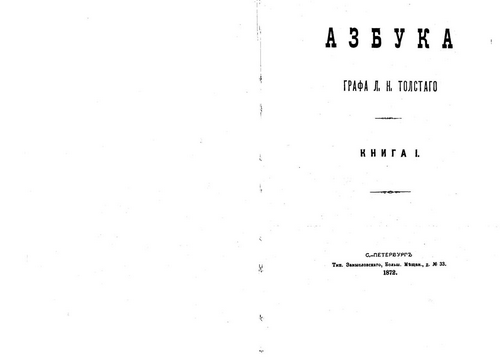 АЗБУКА
ГРАФА Л. Н. ТОЛСТАГО
КНИГА I.
С.-ПЕТЕРБУРГЪ
Тип. Замысловскаго, Больш. Мѣщан., д. № 33.
1872.